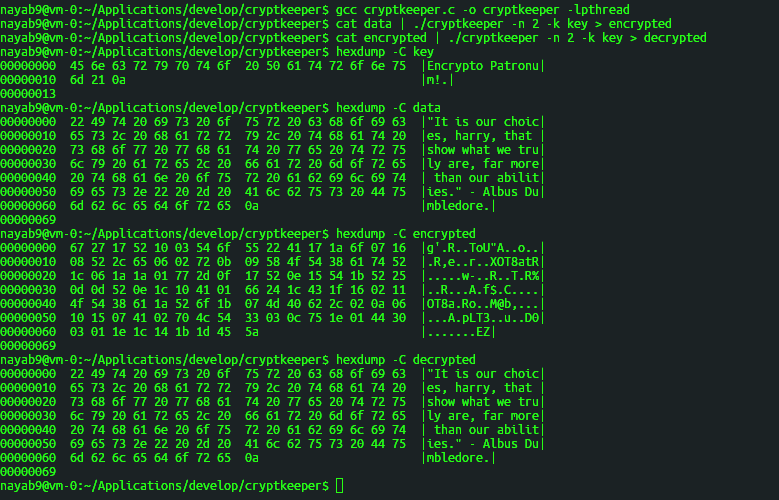 nayab9@vm-0:~/Applications/develop/cryptkeeper$ gcc cryptkeeper.c -o cryptkeeper -lpthread
nayab9@vm-0:~/Applications/develop/cryptkeeper$ cat data | ./cryptkeeper -n 2 -k key > encrypted
nayab9@vm-0:~/Applications/develop/cryptkeeper$ cat encrypted | ./cryptkeeper -n 2 -k key > decrypted
nayab9@vm-0:~/Applications/develop/cryptkeeper$ hexdump -C key
00000000  45 6e 63 72 79 70 74 6f  20 50 61 74 72 6f 6e 75  |Encrypto Patronu|
00000010  6d 21 0a                                          |m!.|
00000013
nayab9@vm-0:~/Applications/develop/cryptkeeper$ hexdump -C data
00000000  22 49 74 20 69 73 20 6f  75 72 20 63 68 6f 69 63  |"It is our choic|
00000010  65 73 2c 20 68 61 72 72  79 2c 20 74 68 61 74 20  |es, harry, that |
00000020  73 68 6f 77 20 77 68 61  74 20 77 65 20 74 72 75  |show what we tru|
00000030  6c 79 20 61 72 65 2c 20  66 61 72 20 6d 6f 72 65  |ly are, far more|
00000040  20 74 68 61 6e 20 6f 75  72 20 61 62 69 6c 69 74  | than our abilit|
00000050  69 65 73 2e 22 20 2d 20  41 6c 62 75 73 20 44 75  |ies." - Albus Du|
00000060  6d 62 6c 65 64 6f 72 65  0a                       |mbledore.|
00000069
nayab9@vm-0:~/Applications/develop/cryptkeeper$ hexdump -C encrypted
00000000  67 27 17 52 10 03 54 6f  55 22 41 17 1a 6f 07 16  |g'.R..ToU"A..o..|
00000010  08 52 2c 65 06 02 72 0b  09 58 4f 54 38 61 74 52  |.R,e..r..XOT8atR|
00000020  1c 06 1a 1a 01 77 2d 0f  17 52 0e 15 54 1b 52 25  |.....w-..R..T.R%|
00000030  0d 0d 52 0e 1c 10 41 01  66 24 1c 43 1f 16 02 11  |..R...A.f$.C....|
00000040  4f 54 38 61 1a 52 6f 1b  07 4d 40 62 2c 02 0a 06  |OT8a.Ro..M@b,...|
00000050  10 15 07 41 02 70 4c 54  33 03 0c 75 1e 01 44 30  |...A.pLT3..u..D0|
00000060  03 01 1e 1c 14 1b 1d 45  5a                       |.......EZ|
00000069
nayab9@vm-0:~/Applications/develop/cryptkeeper$ hexdump -C decrypted
00000000  22 49 74 20 69 73 20 6f  75 72 20 63 68 6f 69 63  |"It is our choic|
00000010  65 73 2c 20 68 61 72 72  79 2c 20 74 68 61 74 20  |es, harry, that |
00000020  73 68 6f 77 20 77 68 61  74 20 77 65 20 74 72 75  |show what we tru|
00000030  6c 79 20 61 72 65 2c 20  66 61 72 20 6d 6f 72 65  |ly are, far more|
00000040  20 74 68 61 6e 20 6f 75  72 20 61 62 69 6c 69 74  | than our abilit|
00000050  69 65 73 2e 22 20 2d 20  41 6c 62 75 73 20 44 75  |ies." - Albus Du|
00000060  6d 62 6c 65 64 6f 72 65  0a                       |mbledore.|
00000069
nayab9@vm-0:~/Applications/develop/cryptkeeper$